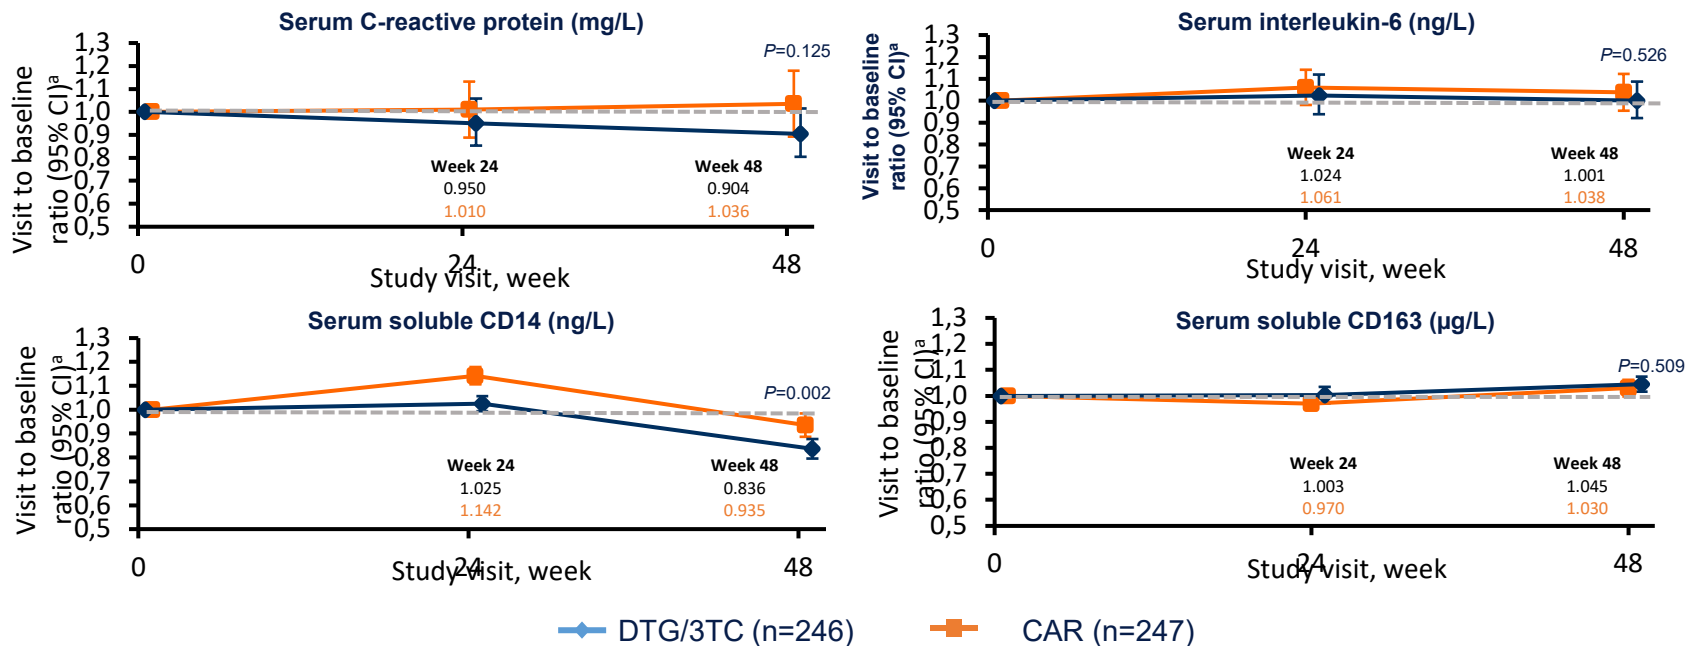 Serum C-reactive protein (mg/L)
Visit to baseline
ratio (95% CI)ᵃ
1,3
1,2
1,1
1,0
0,9
0,8
0,7
0,6
0,5
P=0.125
Week 24 Week 48
0.950 0.904
1.010 1.036
0 24 48
Study visit, week
Serum interleukin-6 (ng/L)
Visit to baseline
ratio (95% CI)ᵃ
1,3
1,2
1,1
1,0
0,9
0,8
0,7
0,6
0,5
P=0.526
Week 24 Week 48
1.024 1.001
1.061 1.038
0 24 48
Study visit, week
Serum soluble CD14 (ng/L)
Visit to baseline
ratio (95% CI)ᵃ
1,3
1,2
1,1
1,0
0,9
0,8
0,7
0,6
0,5
P=0.002
Week 24 Week 48
1.025 0.836
1.142 0.935
0 24 48
Study visit, week
Serum soluble CD163 (µg/L)
Visit to baseline
ratio (95% CI)ᵃ
1,3
1,2
1,1
1,0
0,9
0,8
0,7
0,6
0,5
P=0.509
Week 24 Week 48
1.003 1.045
0.970 1.030
0 24 48
Study visit, week
DTG/3TC (n=246) CAR (n=247)